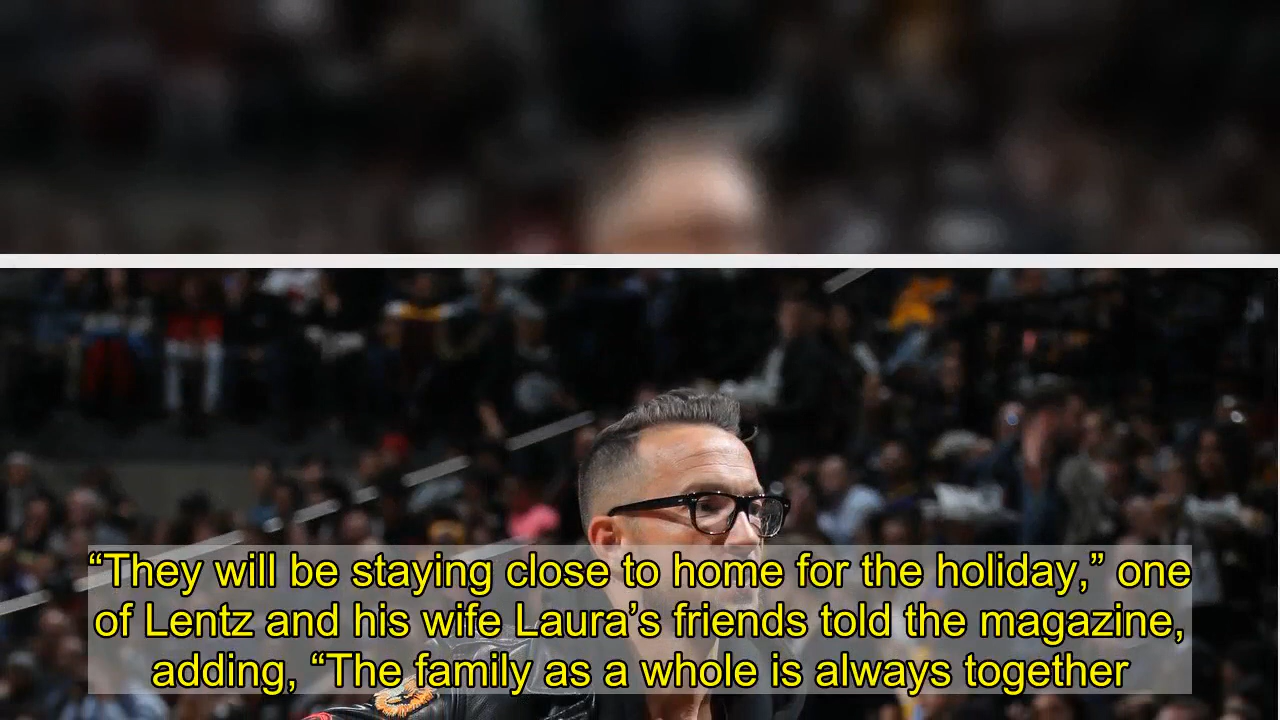 “They will be staying close to home for the holiday,” one
of Lentz and his wife Laura’s friends told the magazine,
adding, “The family as a whole is always together